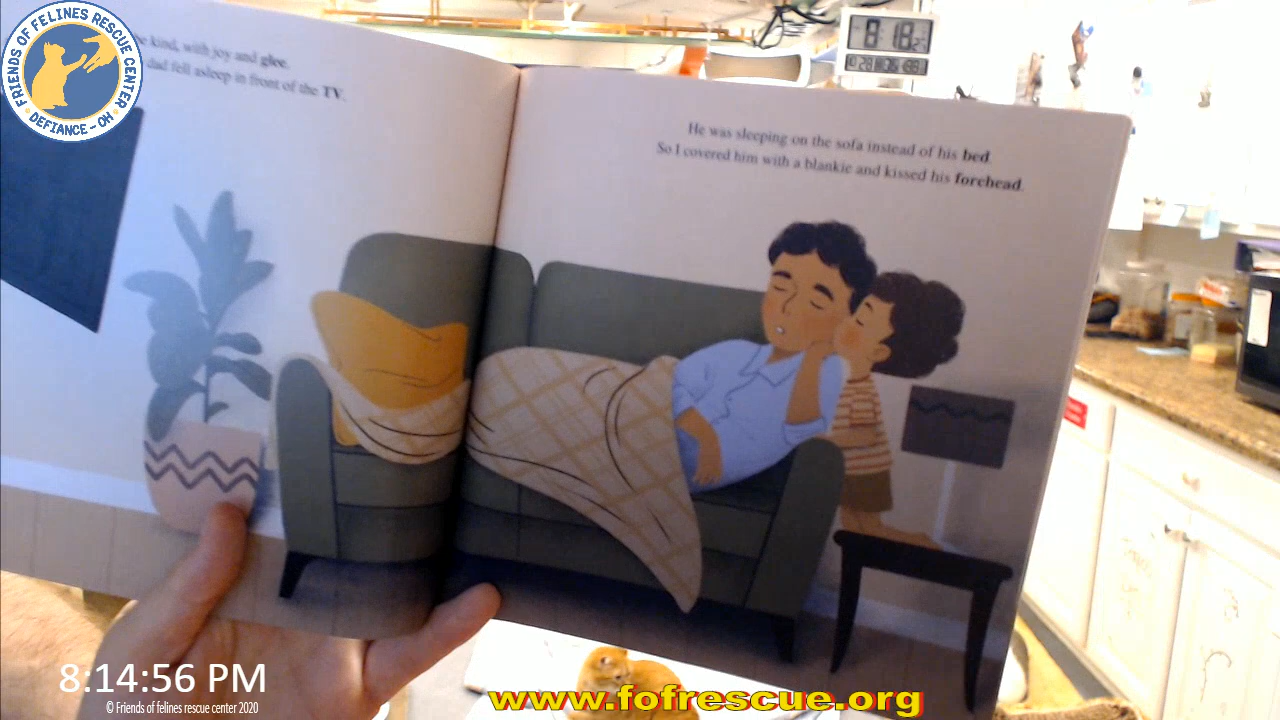 FRIENDS OF FELINES RESCUE CENTER
DEFIANCE - OH
kind, with joy and glee.
dad fell asleep in front of the TV.
He was sleeping on the sofa instead of his bed.
So I covered him with a blankie and kissed his forehead.
8:18
8:14:56 PM
© Friends of felines rescue center 2020
www.fofrescue.org